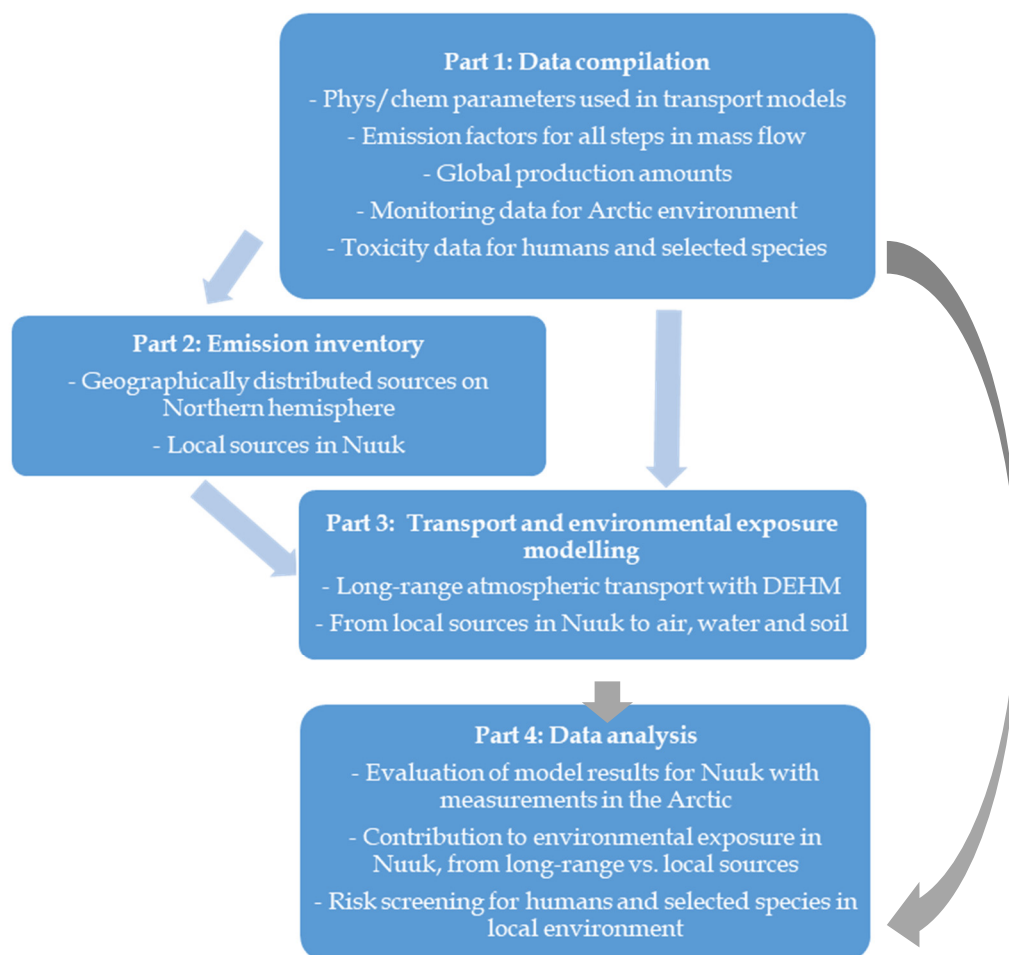 Part 1: Data compilation
- Phys/chem parameters used in transport models
- Emission factors for all steps in mass flow
- Global production amounts
- Monitoring data for Arctic environment
- Toxicity data for humans and selected species
Part 2: Emission inventory
- Geographically distributed sources on
Northern hemisphere
- Local sources in Nuuk
Part 3:  Transport and environmental exposure
modelling
- Long-range atmospheric transport with DEHM
- From local sources in Nuuk to air, water and soil
Part 4: Data analysis
- Evaluation of model results for Nuuk with
measurements in the Arctic
- Contribution to environmental exposure in
Nuuk, from long-range vs. local sources
- Risk screening for humans and selected species in
local environment